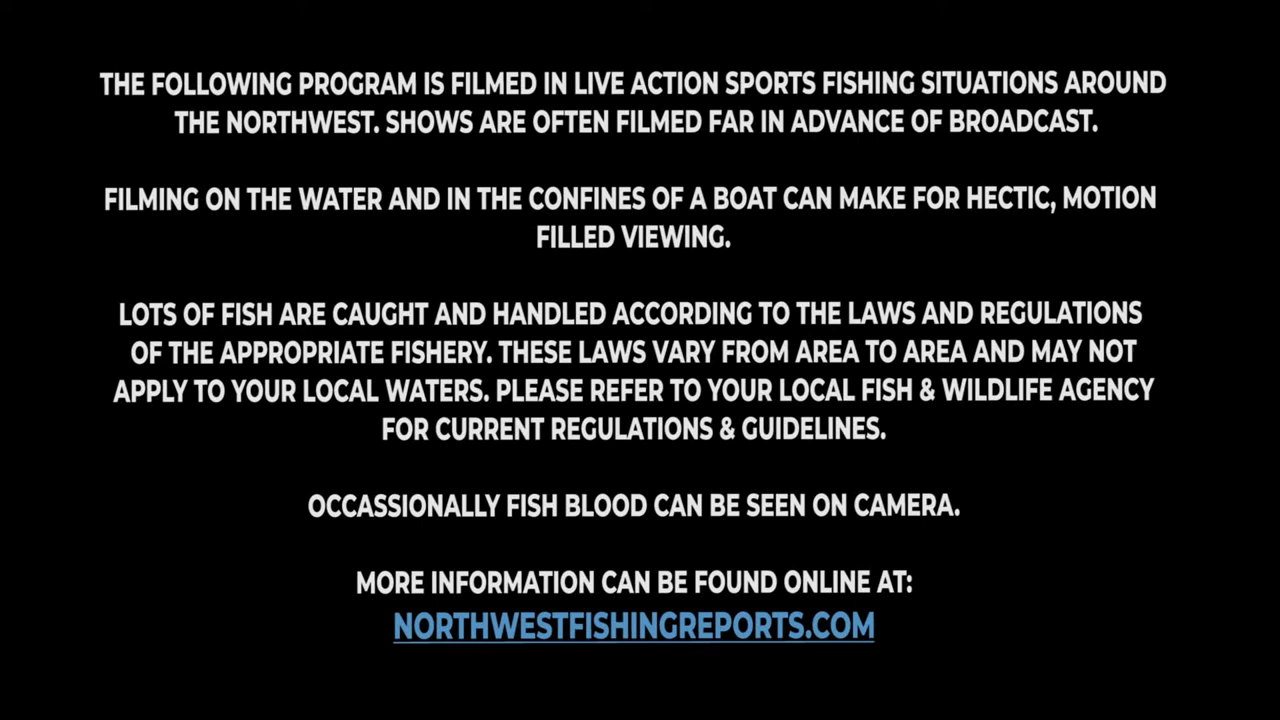 THE FOLLOWING PROGRAM IS FILMED IN LIVE ACTION SPORTS FISHING SITUATIONS AROUND
THE NORTHWEST. SHOWS ARE OFTEN FILMED FAR IN ADVANCE OF BROADCAST.
FILMING ON THE WATER AND IN THE CONFINES OF A BOAT CAN MAKE FOR HECTIC, MOTION
FILLED VIEWING.
LOTS OF FISH ARE CAUGHT AND HANDLED ACCORDING TO THE LAWS AND REGULATIONS
OF THE APPROPRIATE FISHERY. THESE LAWS VARY FROM AREA TO AREA AND MAY NOT
APPLY TO YOUR LOCAL WATERS. PLEASE REFER TO YOUR LOCAL FISH & WILDLIFE AGENCY
FOR CURRENT REGULATIONS & GUIDELINES.
OCCASSIONALLY FISH BLOOD CAN BE SEEN ON CAMERA.
MORE INFORMATION CAN BE FOUND ONLINE AT:
NORTHWESTFISHINGREPORTS.COM